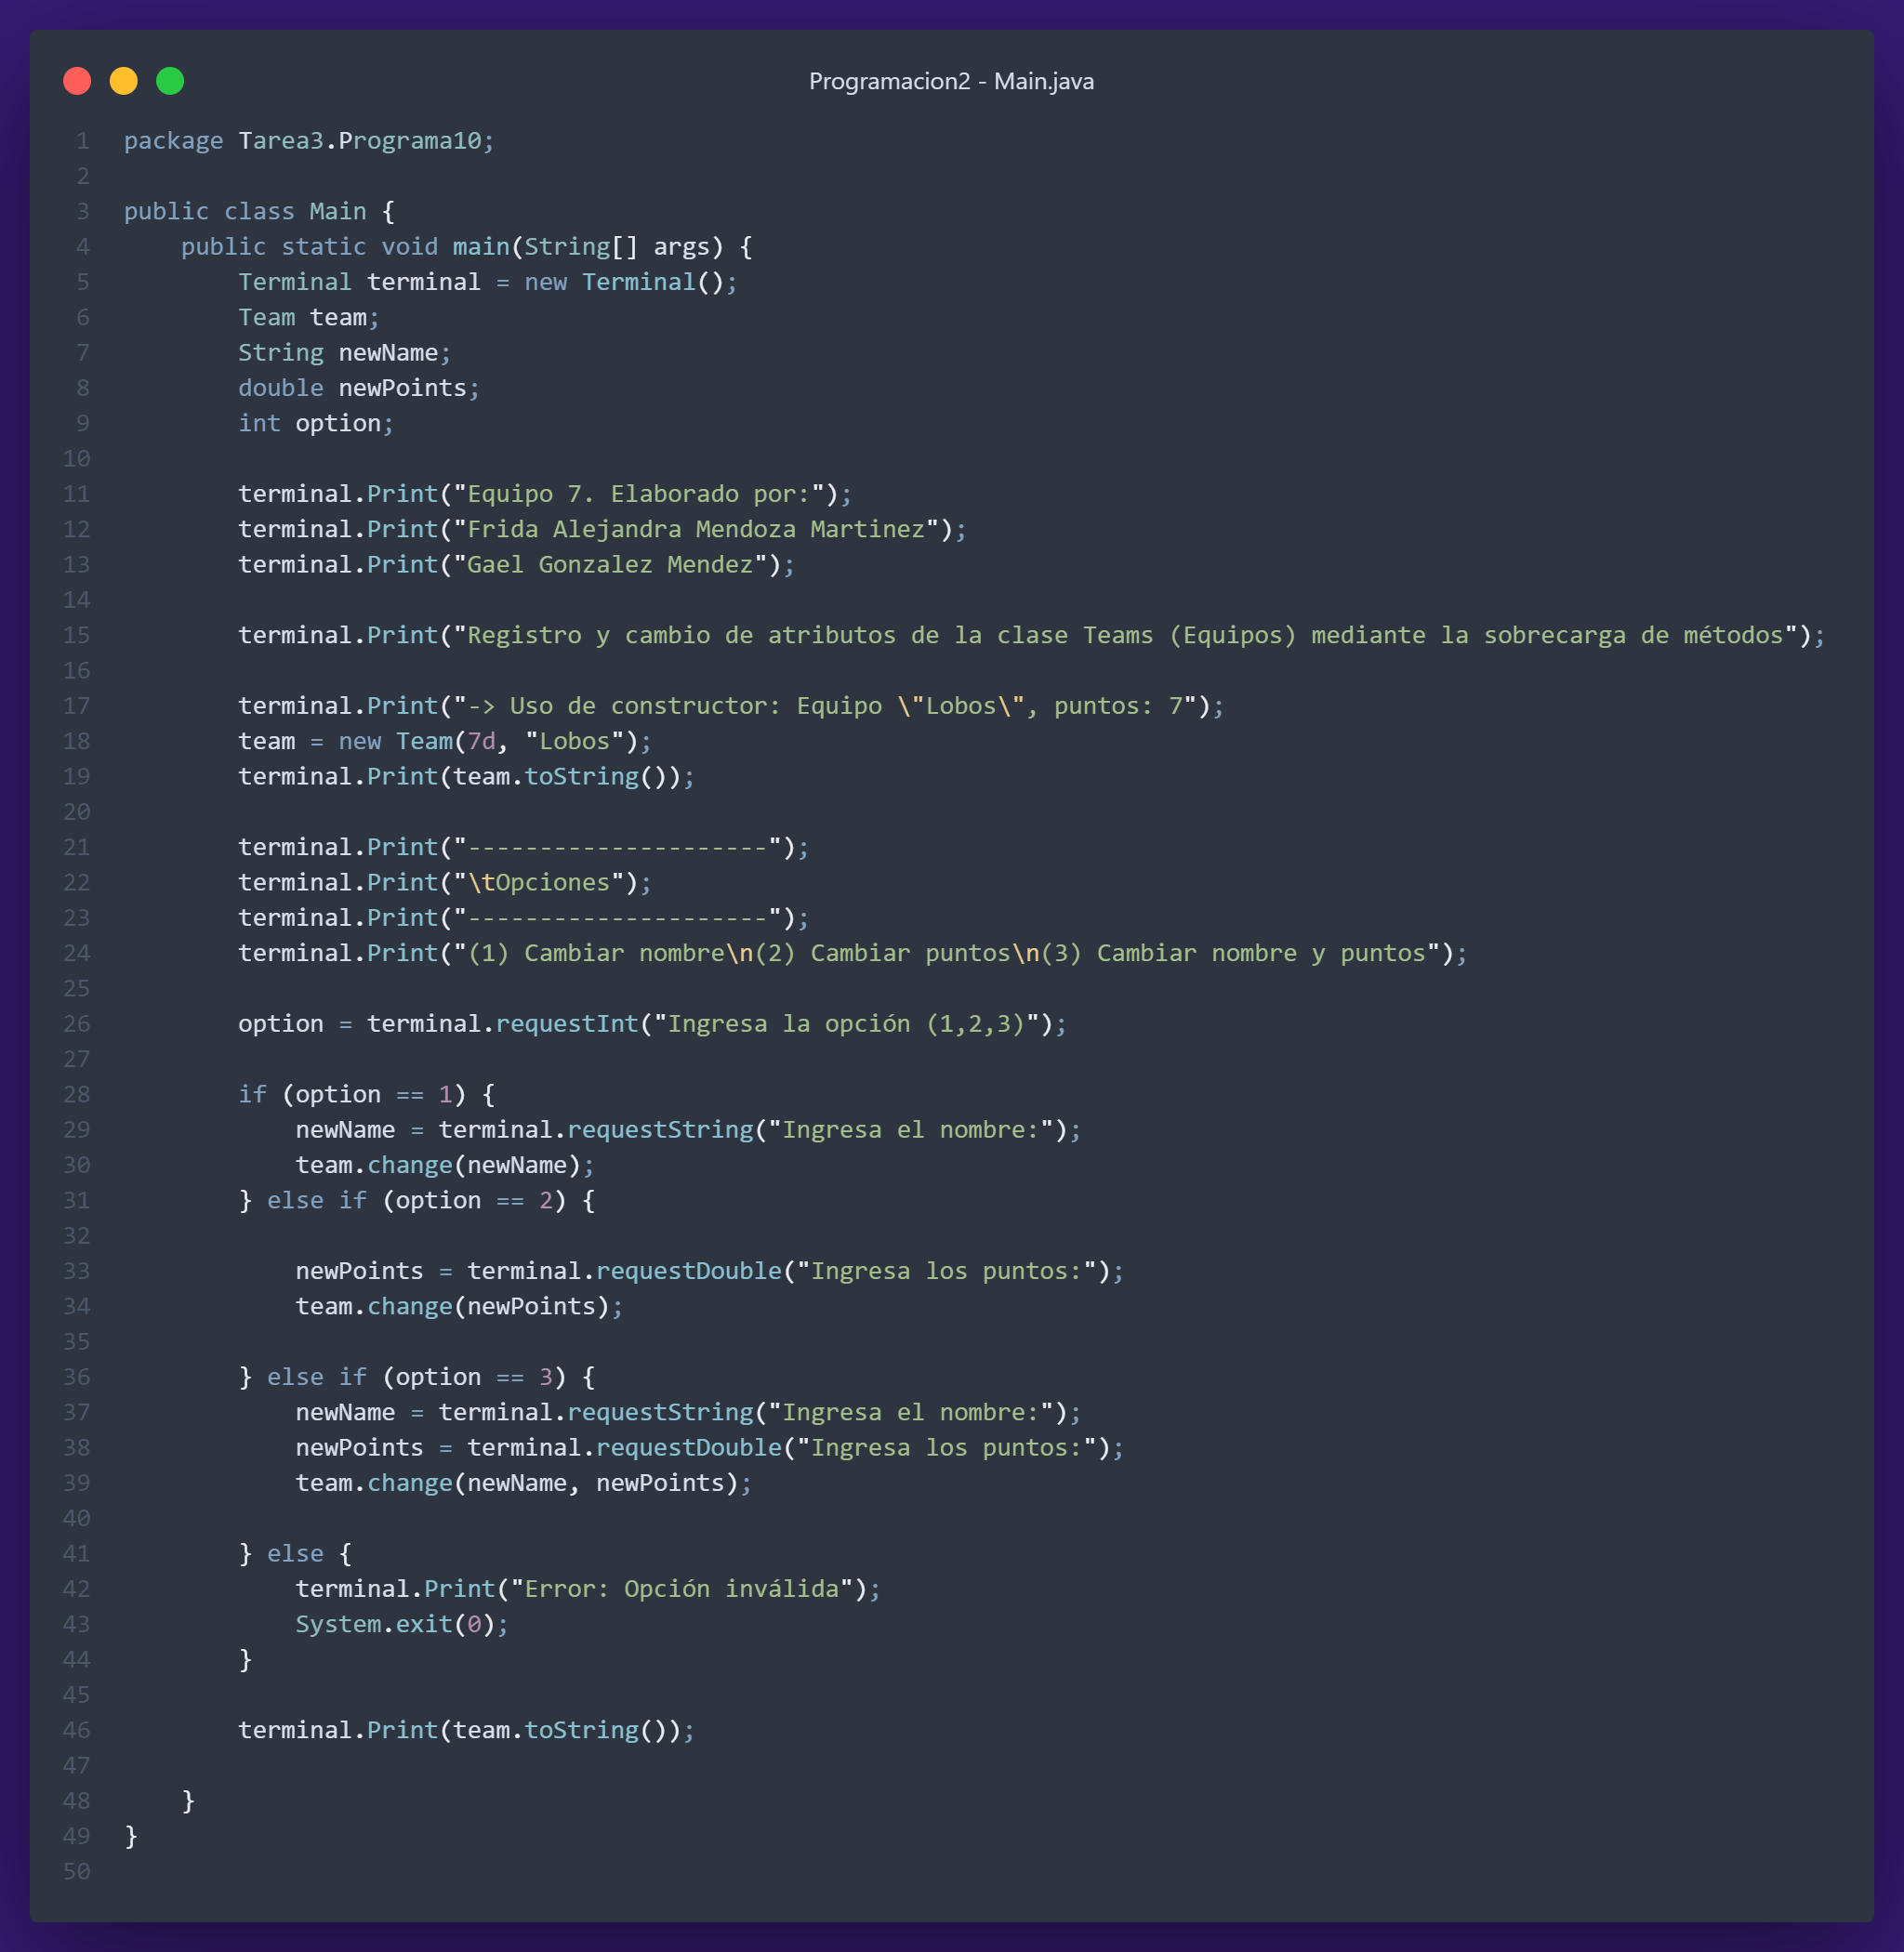 Programacion2 - Main.java
1 package Tarea3.Programa10;
2
3 public class Main {
4     public static void main(String[] args) {
5         Terminal terminal = new Terminal();
6         Team team;
7         String newName;
8         double newPoints;
9         int option;
10
11         terminal.Print("Equipo 7. Elaborado por:");
12         terminal.Print("Frida Alejandra Mendoza Martinez");
13         terminal.Print("Gael Gonzalez Mendez");
14
15         terminal.Print("Registro y cambio de atributos de la clase Teams (Equipos) mediante la sobrecarga de métodos");
16
17         terminal.Print("-> Uso de constructor: Equipo \"Lobos\", puntos: 7");
18         team = new Team(7d, "Lobos");
19         terminal.Print(team.toString());
20
21         terminal.Print("---------------------");
22         terminal.Print("\tOpciones");
23         terminal.Print("---------------------");
24         terminal.Print("(1) Cambiar nombre\n(2) Cambiar puntos\n(3) Cambiar nombre y puntos");
25
26         option = terminal.requestInt("Ingresa la opción (1,2,3)");
27
28         if (option == 1) {
29             newName = terminal.requestString("Ingresa el nombre:");
30             team.change(newName);
31         } else if (option == 2) {
32
33             newPoints = terminal.requestDouble("Ingresa los puntos:");
34             team.change(newPoints);
35
36         } else if (option == 3) {
37             newName = terminal.requestString("Ingresa el nombre:");
38             newPoints = terminal.requestDouble("Ingresa los puntos:");
39             team.change(newName, newPoints);
40
41         } else {
42             terminal.Print("Error: Opción inválida");
43             System.exit(0);
44         }
45
46         terminal.Print(team.toString());
47
48     }
49 }
50